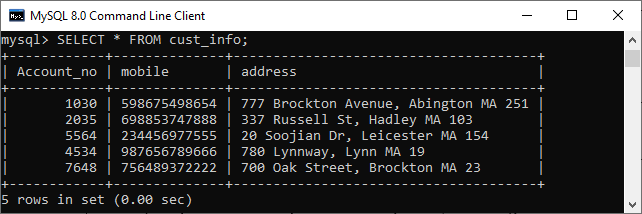 MySQL 8.0 Command Line Client
mysql> SELECT * FROM cust_info;
+------------+--------------+--------------------------------------+
| Account_no | mobile       | address                              |
+------------+--------------+--------------------------------------+
|       1030 | 598675498654 | 777 Brockton Avenue, Abington MA 251 |
|       2035 | 698853747888 | 337 Russell St, Hadley MA 103        |
|       5564 | 234456977555 | 20 Soojian Dr, Leicester MA 154      |
|       4534 | 987656789666 | 780 Lynnway, Lynn MA 19              |
|       7648 | 756489372222 | 700 Oak Street, Brockton MA 23       |
+------------+--------------+--------------------------------------+
5 rows in set (0.00 sec)